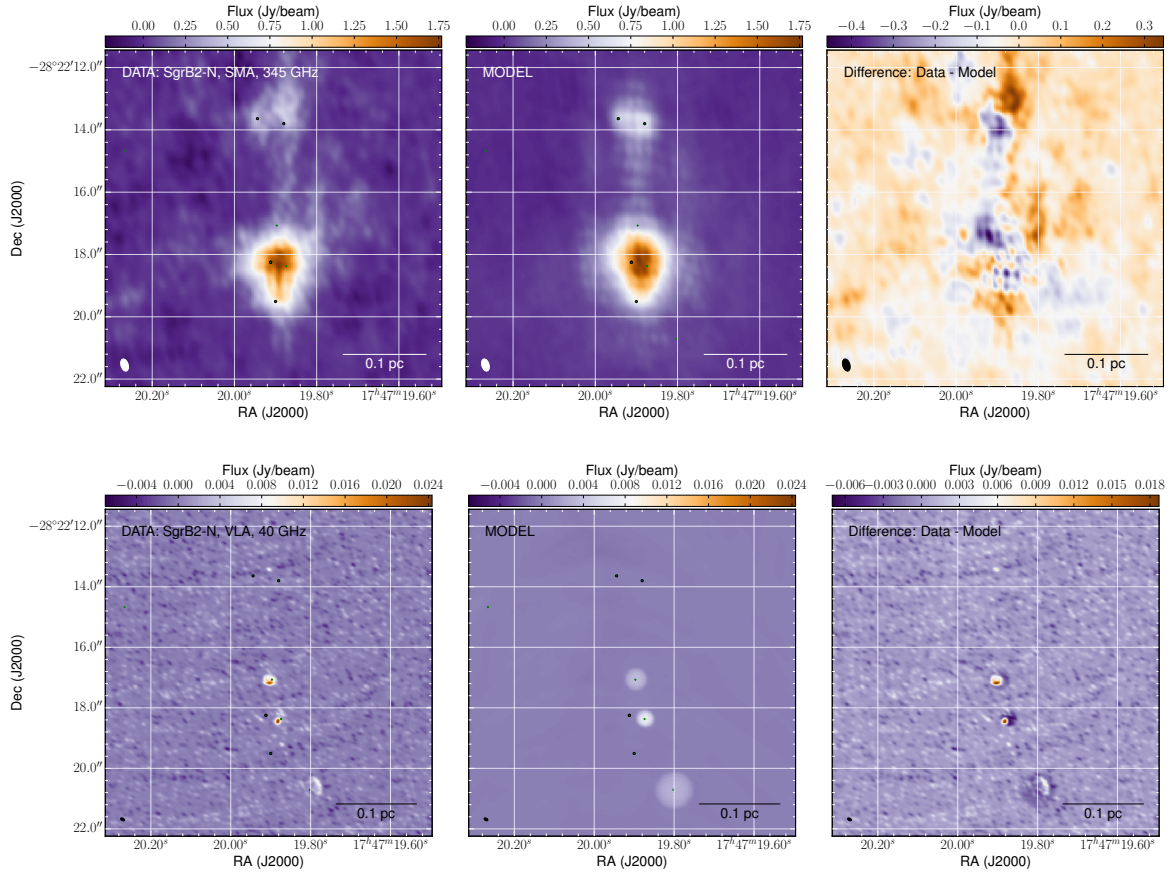 Flux (Jy/beam) Flux (Jy/beam) Flux (Jy/beam)
0.00 0.25 0.50 0.75 1.00 1.25 1.50 1.75 0.00 0.25 0.50 0.75 1.00 1.25 1.50 1.75 −0.4 −0.3 −0.2 −0.1 0.0 0.1 0.2 0.3
DATA: SgrB2-N, SMA, 345 GHz MODEL Difference: Data - Model
−28°22′12.0″
14.0″
16.0″
18.0″
20.0″
22.0″
Dec (J2000)
0.1 pc 0.1 pc 0.1 pc
20.20ˢ 20.00ˢ 19.80ˢ 17ʰ47ᵐ19.60ˢ 20.20ˢ 20.00ˢ 19.80ˢ 17ʰ47ᵐ19.60ˢ 20.20ˢ 20.00ˢ 19.80ˢ 17ʰ47ᵐ19.60ˢ
RA (J2000) RA (J2000) RA (J2000)
Flux (Jy/beam) Flux (Jy/beam) Flux (Jy/beam)
−0.004 0.000 0.004 0.008 0.012 0.016 0.020 0.024 −0.004 0.000 0.004 0.008 0.012 0.016 0.020 0.024 −0.006 −0.003 0.000 0.003 0.006 0.009 0.012 0.015 0.018
DATA: SgrB2-N, VLA, 40 GHz MODEL Difference: Data - Model
−28°22′12.0″
14.0″
16.0″
18.0″
20.0″
22.0″
Dec (J2000)
0.1 pc 0.1 pc 0.1 pc
20.20ˢ 20.00ˢ 19.80ˢ 17ʰ47ᵐ19.60ˢ 20.20ˢ 20.00ˢ 19.80ˢ 17ʰ47ᵐ19.60ˢ 20.20ˢ 20.00ˢ 19.80ˢ 17ʰ47ᵐ19.60ˢ
RA (J2000) RA (J2000) RA (J2000)